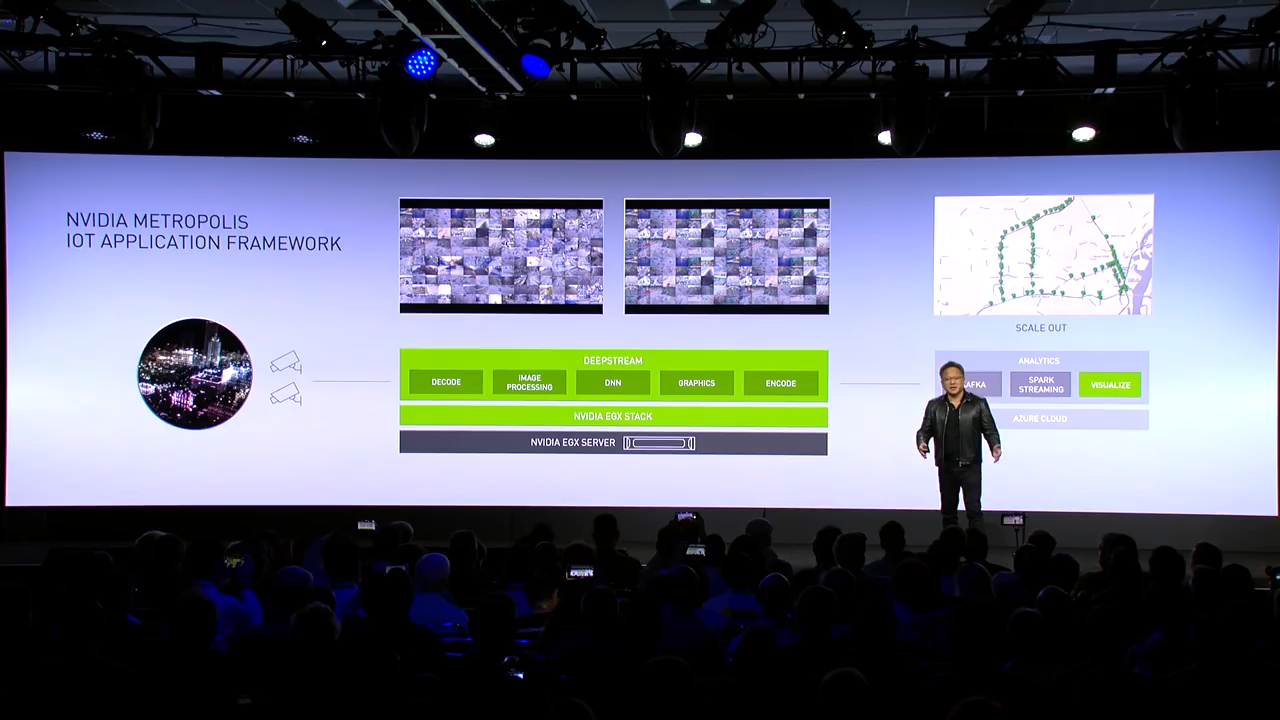 NVIDIA METROPOLIS
IOT APPLICATION FRAMEWORK
DEEPSTREAM
DECODE
IMAGE
PROCESSING
DNN
GRAPHICS
ENCODE
NVIDIA EGX STACK
NVIDIA EGX SERVER
SCALE OUT
ANALYTICS
AFKA
SPARK
STREAMING
VISUALIZE
AZURE CLOUD